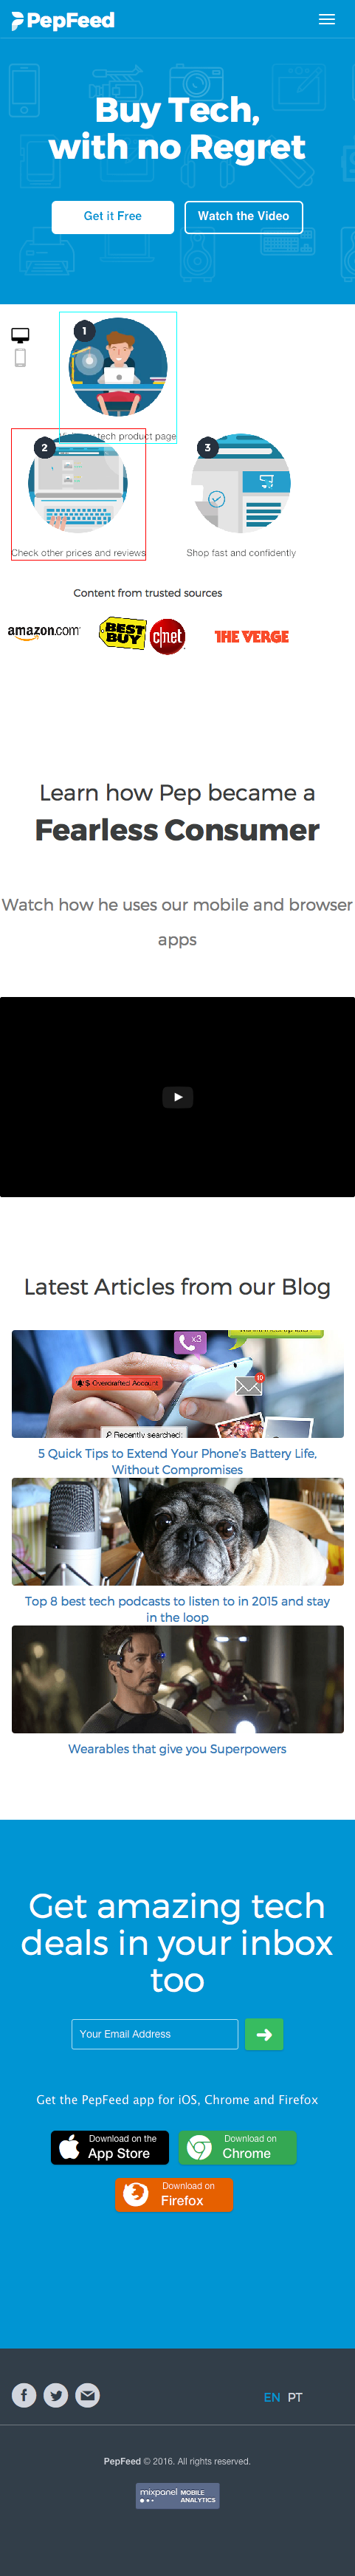 PepFeed
Buy Tech,
with no Regret
Get it Free
Watch the Video
1
tech product page
2
3
Check other prices and reviews
Shop fast and confidently
Content from trusted sources
amazon.com
BEST
BUY
c|net
THE VERGE
Learn how Pep became a
Fearless Consumer
Watch how he uses our mobile and browser
apps
Latest Articles from our Blog
x3
$ Overdrafted Account
10
Recently searched:
5 Quick Tips to Extend Your Phone's Battery Life,
Without Compromises
Top 8 best tech podcasts to listen to in 2015 and stay
in the loop
Wearables that give you Superpowers
Get amazing tech
deals in your inbox
too
Your Email Address
Get the PepFeed app for iOS, Chrome and Firefox
Download on the
App Store
Download on
Chrome
Download on
Firefox
EN PT
PepFeed © 2016. All rights reserved.
mixpanel MOBILE
ANALYTICS